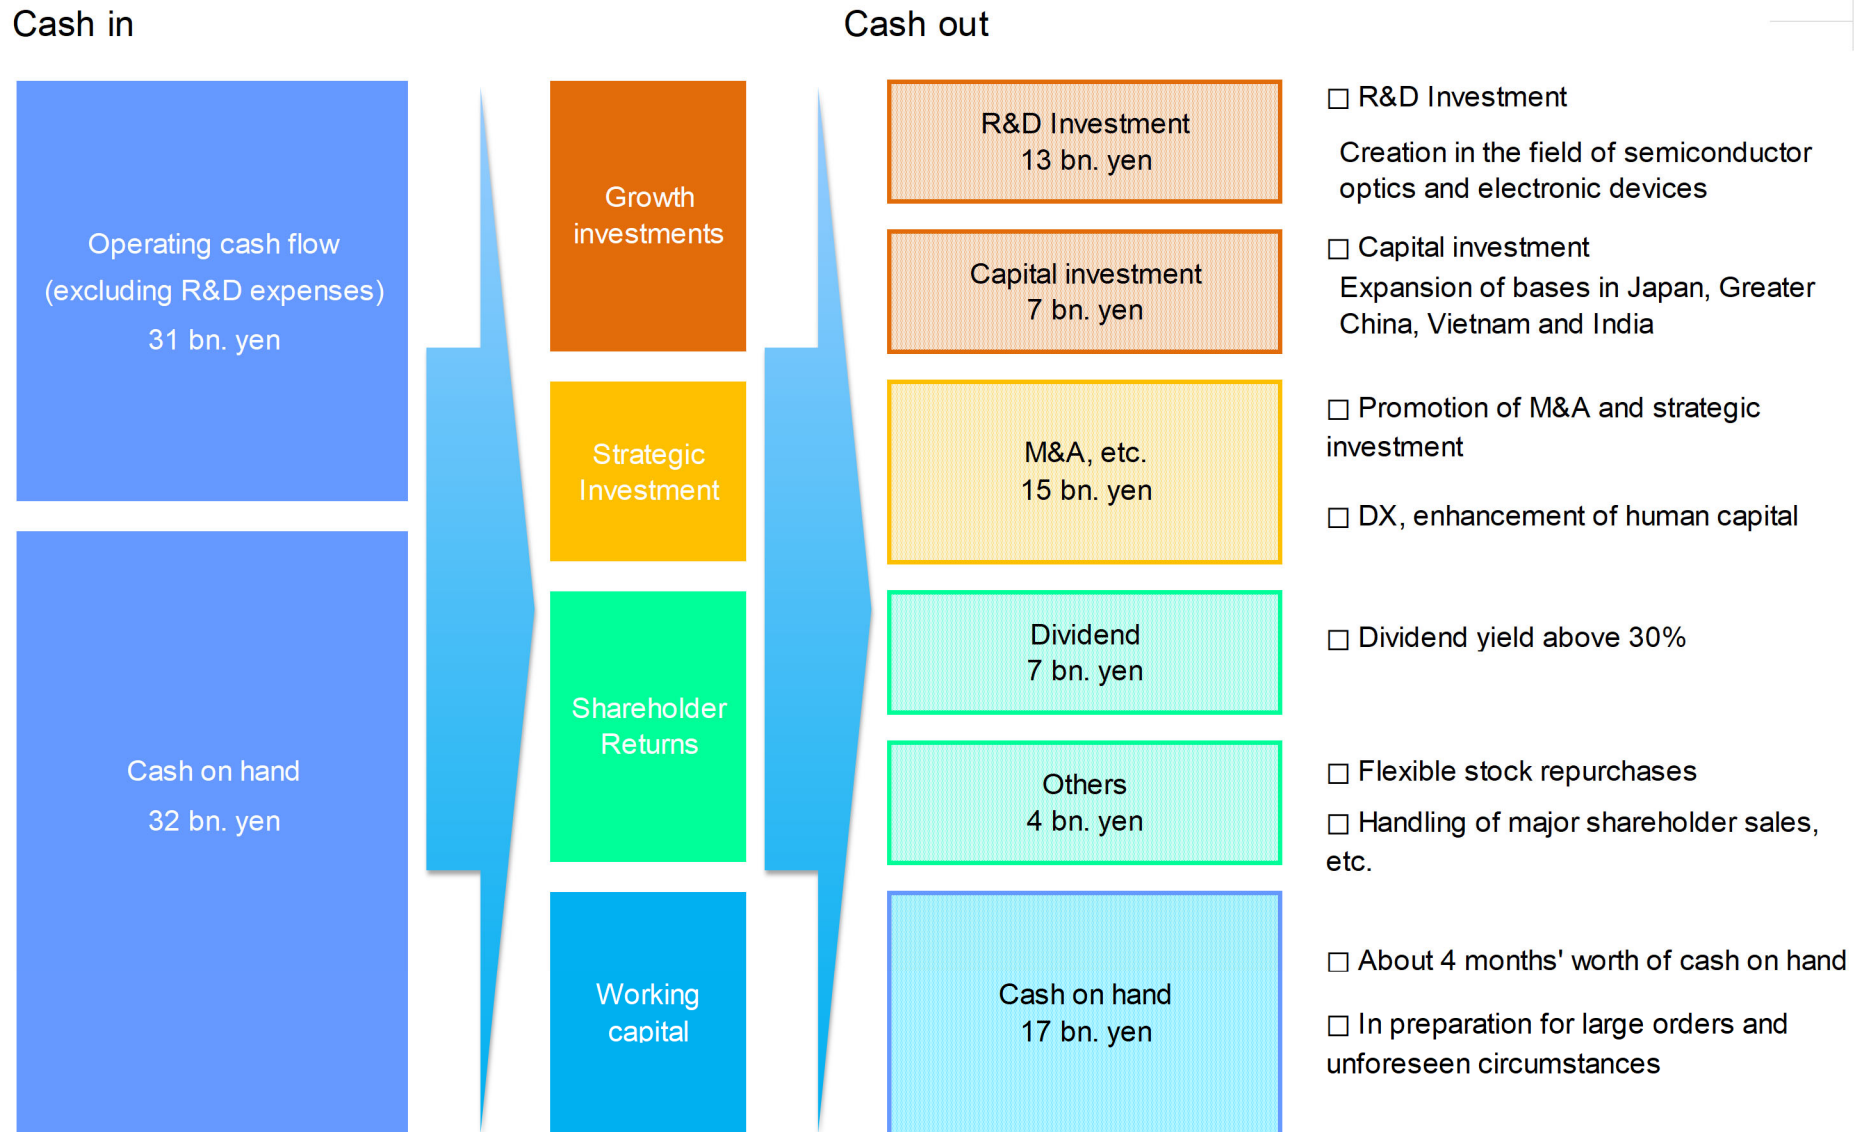 Cash in
Cash out
Operating cash flow
(excluding R&D expenses)
31 bn. yen
Cash on hand
32 bn. yen
Growth
investments
Strategic
Investment
Shareholder
Returns
Working
capital
R&D Investment
13 bn. yen
Capital investment
7 bn. yen
M&A, etc.
15 bn. yen
Dividend
7 bn. yen
Others
4 bn. yen
Cash on hand
17 bn. yen
□ R&D Investment
Creation in the field of semiconductor
optics and electronic devices
□ Capital investment
Expansion of bases in Japan, Greater
China, Vietnam and India
□ Promotion of M&A and strategic
investment
□ DX, enhancement of human capital
□ Dividend yield above 30%
□ Flexible stock repurchases
□ Handling of major shareholder sales,
etc.
□ About 4 months' worth of cash on hand
□ In preparation for large orders and
unforeseen circumstances